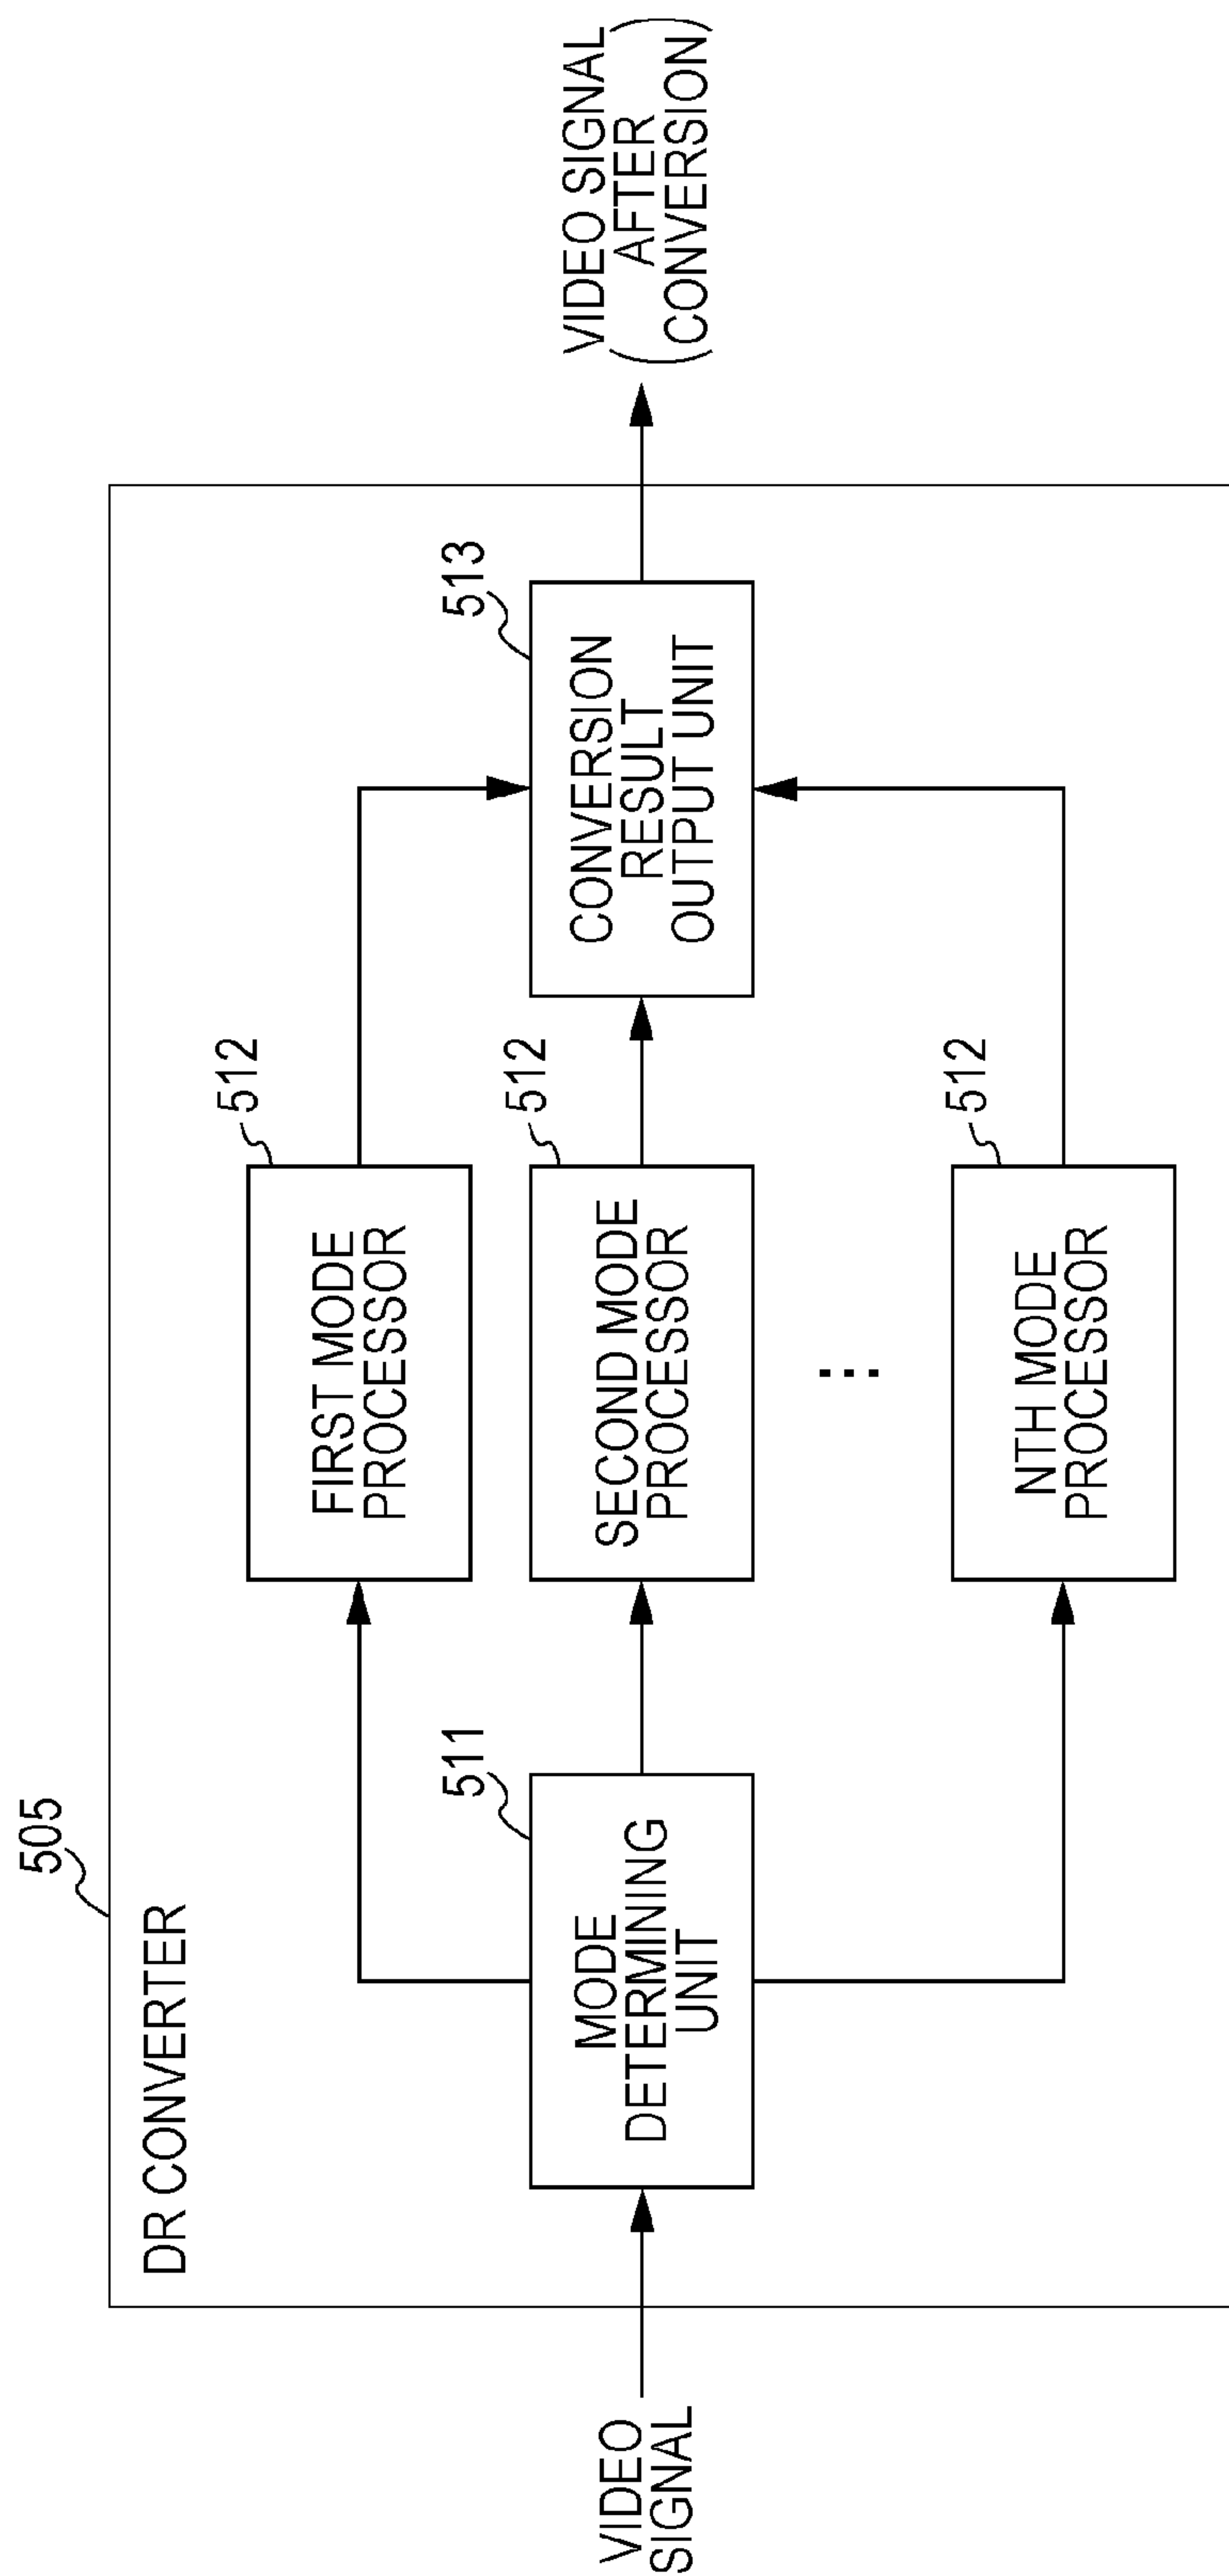 505
DR CONVERTER
VIDEO
SIGNAL
511
MODE
DETERMINING
UNIT
512
FIRST MODE
PROCESSOR
512
SECOND MODE
PROCESSOR
...
512
NTH MODE
PROCESSOR
513
CONVERSION
RESULT
OUTPUT UNIT
VIDEO SIGNAL
(AFTER
CONVERSION)